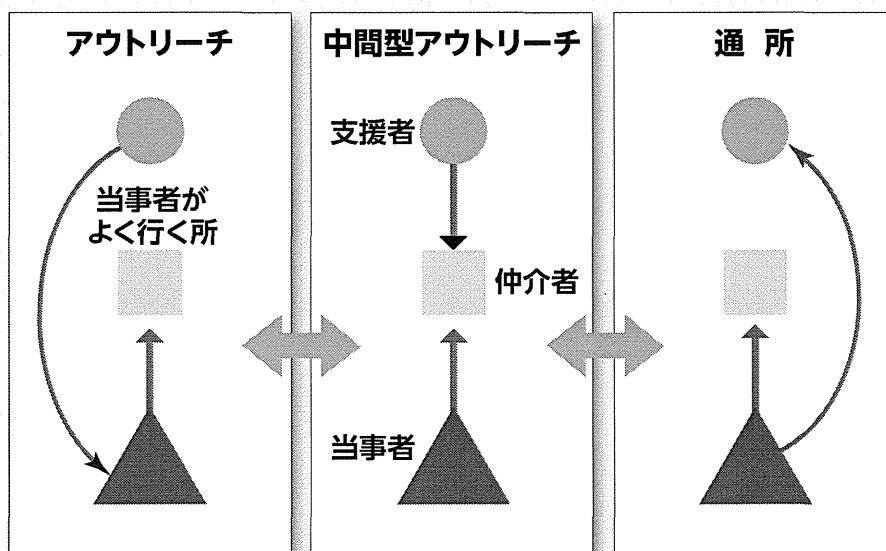 アウトリーチ
中間型アウトリーチ
通 所
支援者
当事者が
よく行く所
仲介者
当事者